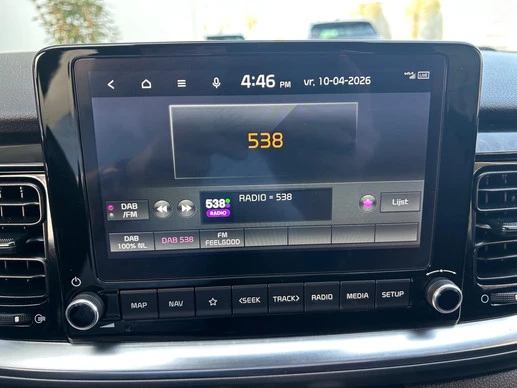 4:46 PM vr. 10-04-2026 LIVE
538
DAB /FM
538
RADIO
RADIO = 538
Lijst
DAB 100% NL
DAB 538
FM FEELGOOD
MAP NAV <SEEK TRACK> RADIO MEDIA SETUP